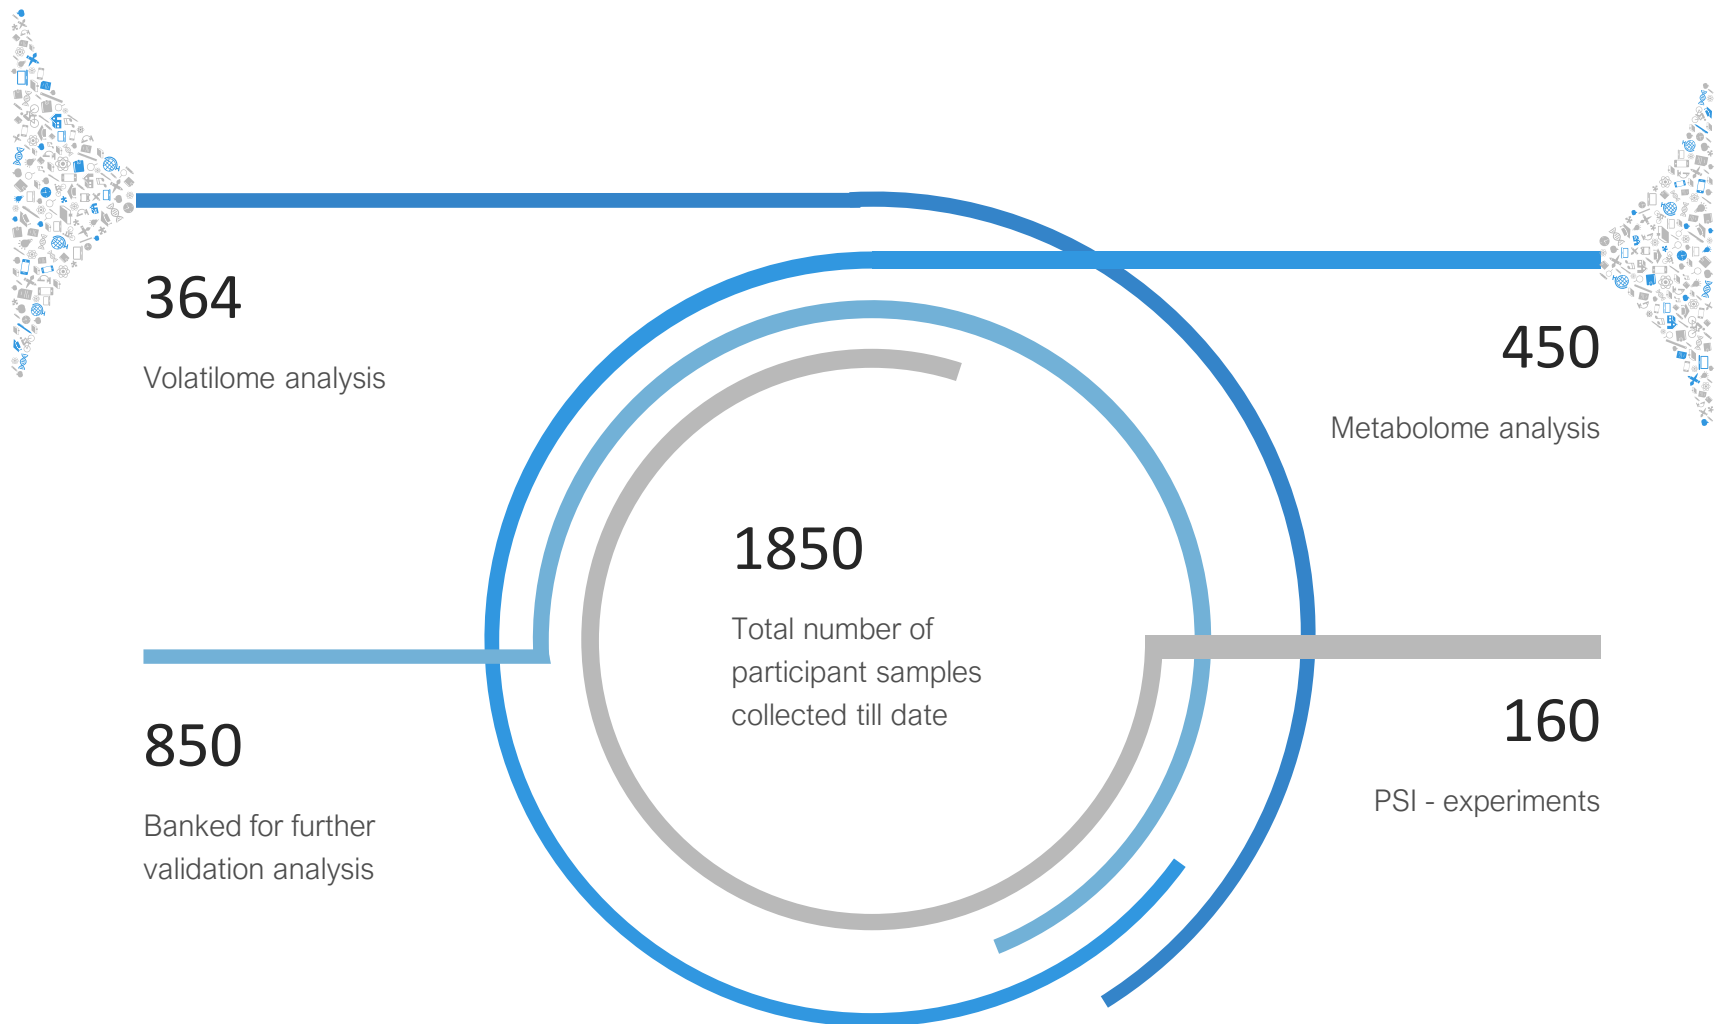 364
Volatilome analysis
450
Metabolome analysis
1850
Total number of
participant samples
collected till date
850
Banked for further
validation analysis
160
PSI - experiments